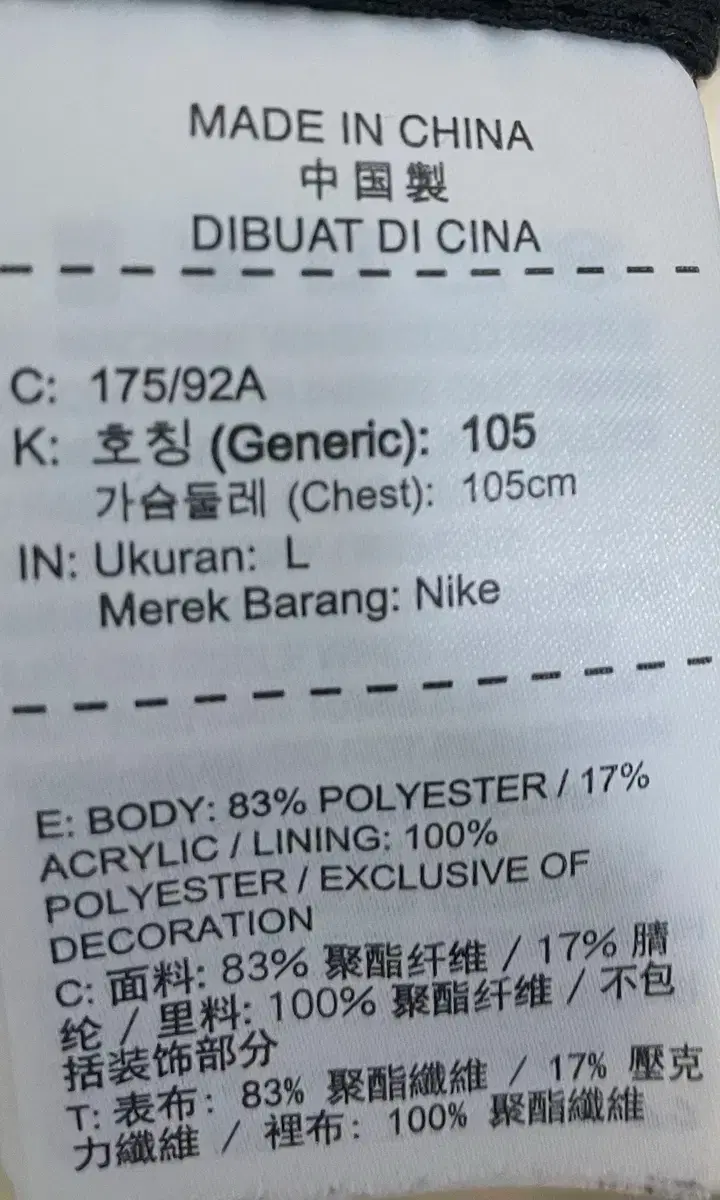 MADE IN CHINA
中国製
DIBUAT DI CINA
C: 175/92A
K: 호칭 (Generic): 105
가슴둘레 (Chest): 105cm
IN: Ukuran: L
Merek Barang: Nike
E: BODY: 83% POLYESTER / 17%
ACRYLIC / LINING: 100%
POLYESTER / EXCLUSIVE OF
DECORATION
C: 面料: 83% 聚酯纤维 / 17% 腈
纶 / 里料: 100% 聚酯纤维 / 不包
括装饰部分
T: 表布: 83% 聚酯纖維 / 17% 壓克
力纖維 / 裡布: 100% 聚酯纖維